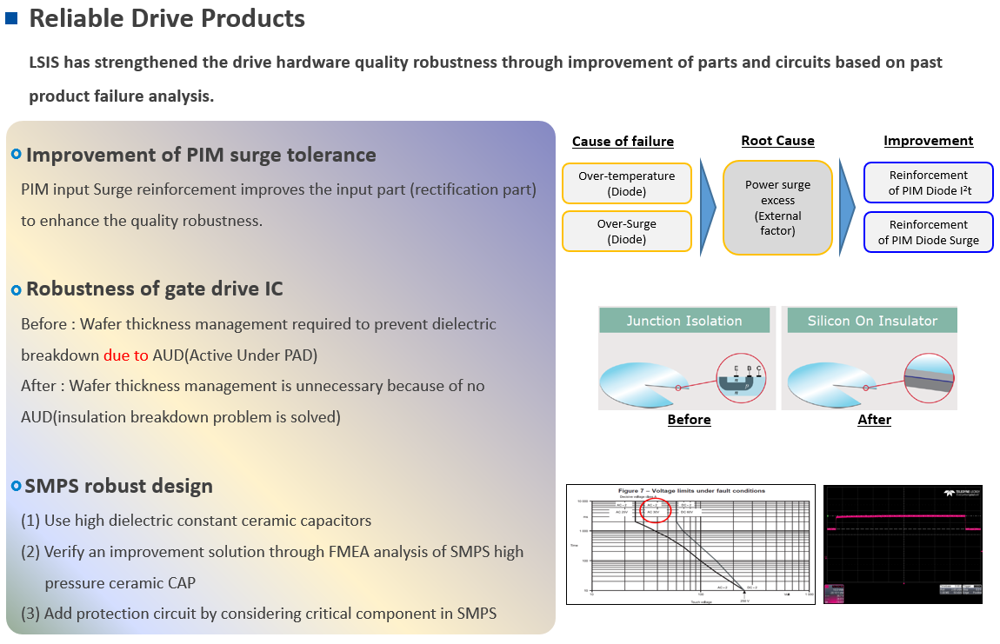 Reliable Drive Products
LSIS has strengthened the drive hardware quality robustness through improvement of parts and circuits based on past
product failure analysis.
Improvement of PIM surge tolerance
PIM input Surge reinforcement improves the input part (rectification part)
to enhance the quality robustness.
Robustness of gate drive IC
Before : Wafer thickness management required to prevent dielectric
breakdown due to AUD(Active Under PAD)
After : Wafer thickness management is unnecessary because of no
AUD(insulation breakdown problem is solved)
SMPS robust design
(1) Use high dielectric constant ceramic capacitors
(2) Verify an improvement solution through FMEA analysis of SMPS high
pressure ceramic CAP
(3) Add protection circuit by considering critical component in SMPS
Cause of failure
Over-temperature
(Diode)
Over-Surge
(Diode)
Root Cause
Power surge
excess
(External
factor)
Improvement
Reinforcement
of PIM Diode I²t
Reinforcement
of PIM Diode Surge
Junction Isolation
E B C
N
P
N
Before
Silicon On Insulator
After
Figure 7 – Voltage limits under fault conditions
Touch voltage
TELEDYNE LECROY